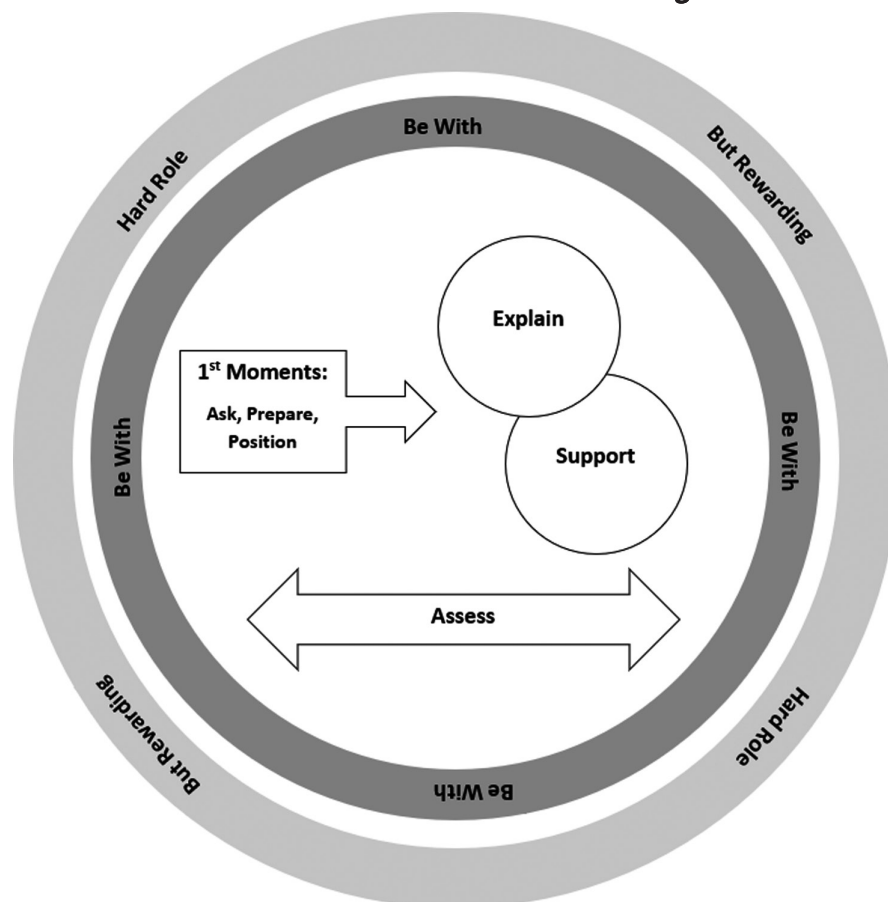 Be With
Hard Role
But Rewarding
Explain
1st Moments:
Ask, Prepare,
Position
Be With
Be With
Support
Assess
But Rewarding
Hard Role
Be With